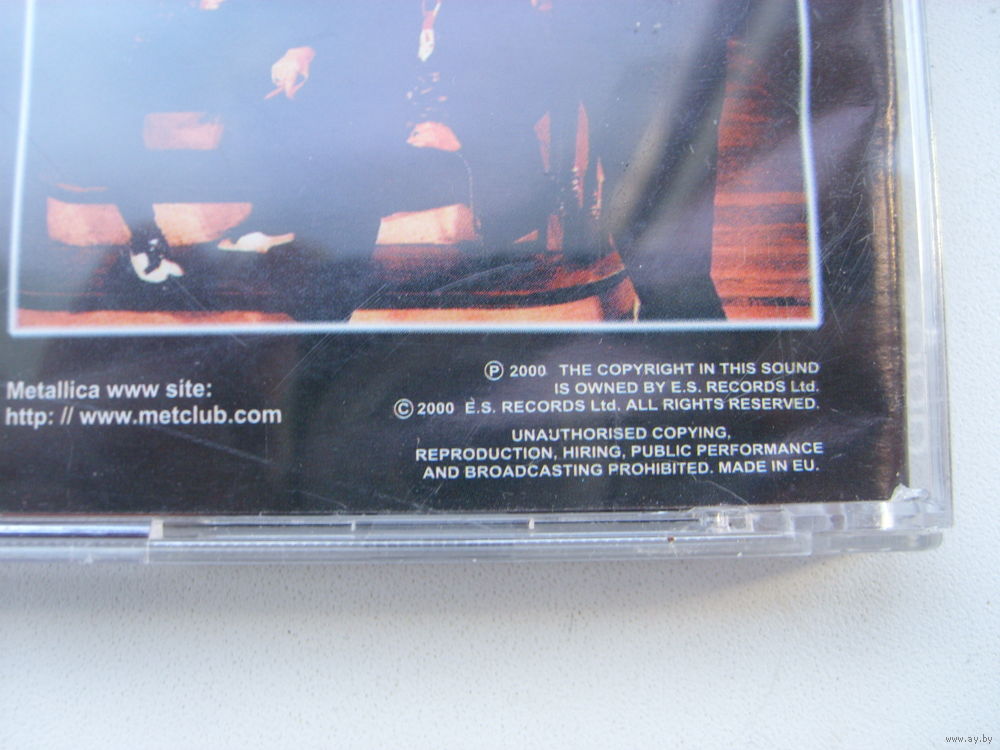 Metallica www site:
http: // www.metclub.com
Ⓟ 2000 THE COPYRIGHT IN THIS SOUND
IS OWNED BY E.S. RECORDS Ltd.
© 2000 E.S. RECORDS Ltd. ALL RIGHTS RESERVED.
UNAUTHORISED COPYING,
REPRODUCTION, HIRING, PUBLIC PERFORMANCE
AND BROADCASTING PROHIBITED. MADE IN EU.
www.ay.by